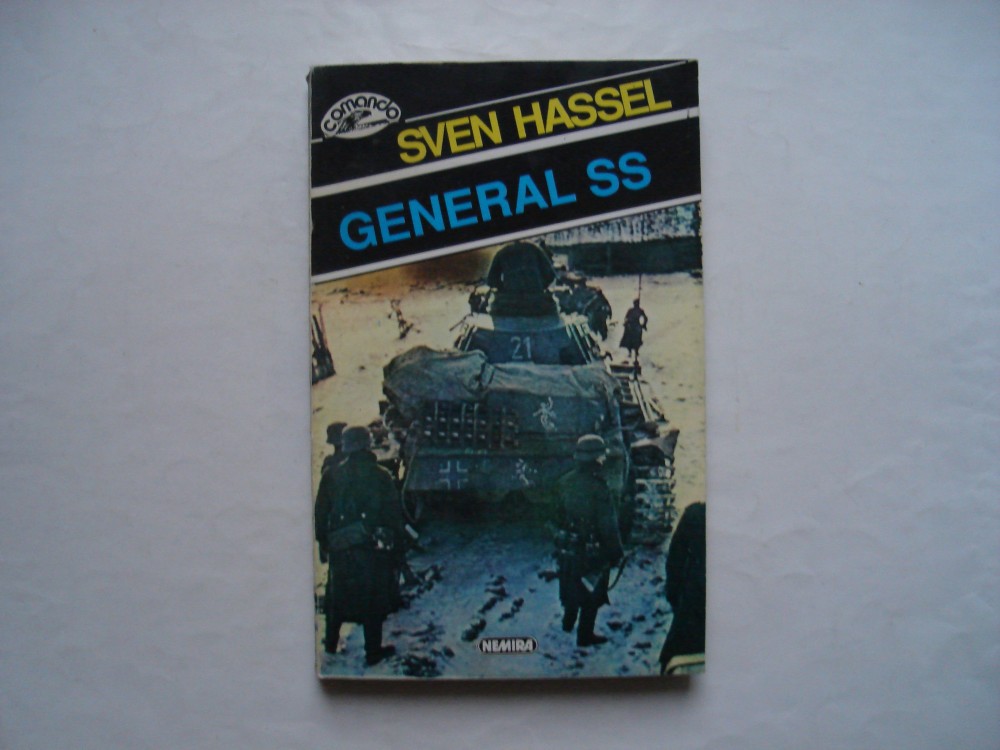 comando
SVEN HASSEL
GENERAL SS
21
NEMIRA